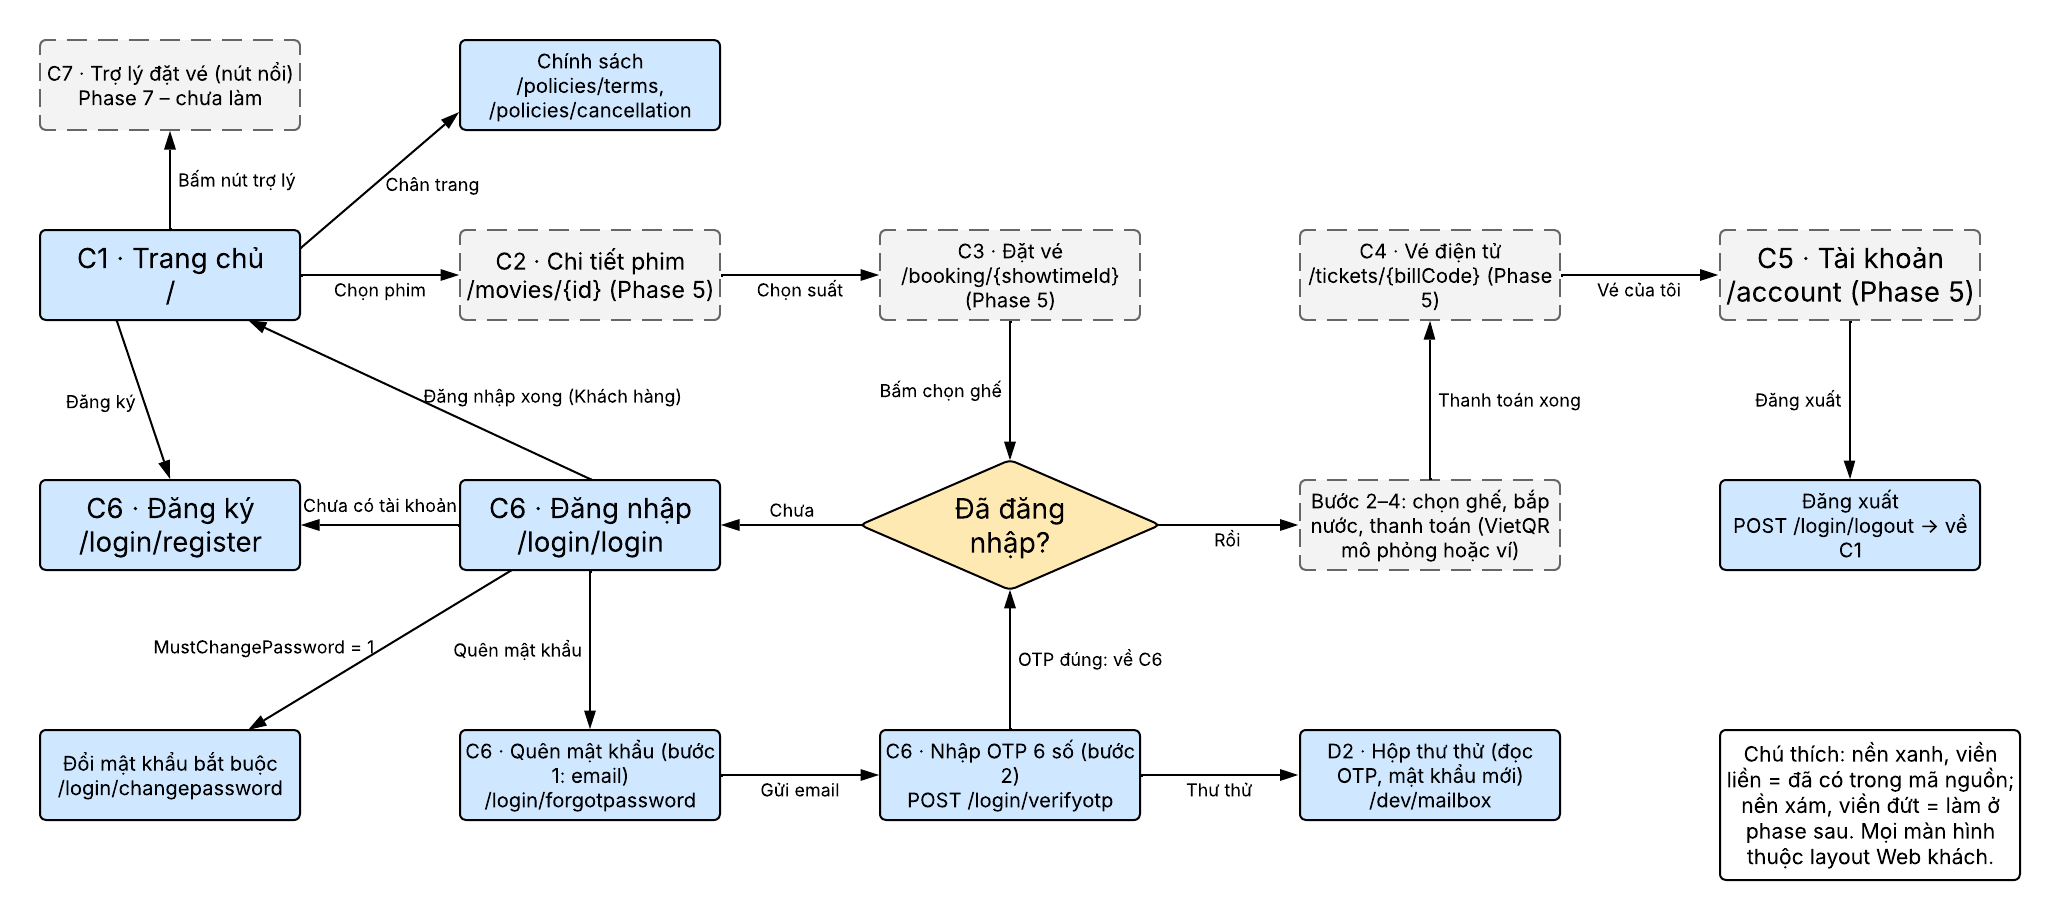 C7 · Trợ lý đặt vé (nút nổi)
Phase 7 – chưa làm
Chính sách
/policies/terms,
/policies/cancellation
Bấm nút trợ lý
Chân trang
C1 · Trang chủ
/
Chọn phim
C2 · Chi tiết phim
/movies/{id} (Phase 5)
Chọn suất
C3 · Đặt vé
/booking/{showtimeId}
(Phase 5)
C4 · Vé điện tử
/tickets/{billCode} (Phase
5)
Vé của tôi
C5 · Tài khoản
/account (Phase 5)
Đăng ký
Đăng nhập xong (Khách hàng)
Bấm chọn ghế
Thanh toán xong
Đăng xuất
C6 · Đăng ký
/login/register
Chưa có tài khoản
C6 · Đăng nhập
/login/login
Chưa
Đã đăng
nhập?
Rồi
Bước 2–4: chọn ghế, bắp
nước, thanh toán (VietQR
mô phỏng hoặc ví)
Đăng xuất
POST /login/logout → về
C1
MustChangePassword = 1
Quên mật khẩu
OTP đúng: về C6
Đổi mật khẩu bắt buộc
/login/changepassword
C6 · Quên mật khẩu (bước
1: email)
/login/forgotpassword
Gửi email
C6 · Nhập OTP 6 số (bước
2)
POST /login/verifyotp
Thư thử
D2 · Hộp thư thử (đọc
OTP, mật khẩu mới)
/dev/mailbox
Chú thích: nền xanh, viền
liền = đã có trong mã nguồn;
nền xám, viền đứt = làm ở
phase sau. Mọi màn hình
thuộc layout Web khách.